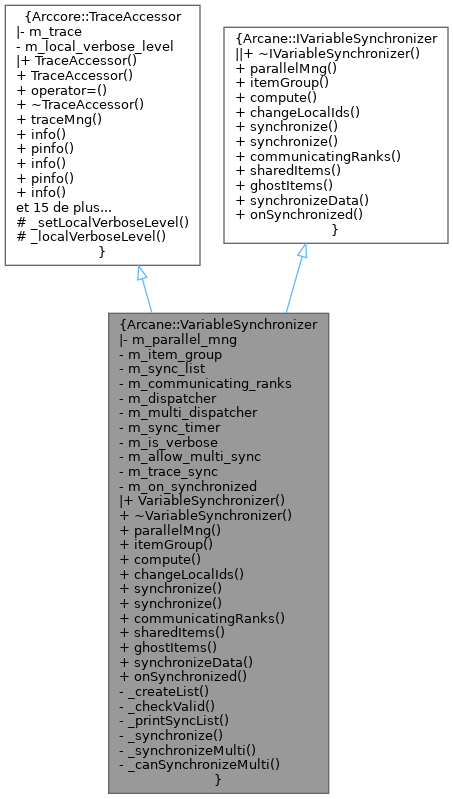 {Arccore::TraceAccessor
|- m_trace
- m_local_verbose_level
|+ TraceAccessor()
+ TraceAccessor()
+ operator=()
+ ~TraceAccessor()
+ traceMng()
+ info()
+ pinfo()
+ info()
+ pinfo()
+ info()
et 15 de plus...
# _setLocalVerboseLevel()
# _localVerboseLevel()
}
{Arcane::IVariableSynchronizer
||+ ~IVariableSynchronizer()
+ parallelMng()
+ itemGroup()
+ compute()
+ changeLocalIds()
+ synchronize()
+ synchronize()
+ communicatingRanks()
+ sharedItems()
+ ghostItems()
+ synchronizeData()
+ onSynchronized()
}
{Arcane::VariableSynchronizer
|- m_parallel_mng
- m_item_group
- m_sync_list
- m_communicating_ranks
- m_dispatcher
- m_multi_dispatcher
- m_sync_timer
- m_is_verbose
- m_allow_multi_sync
- m_trace_sync
- m_on_synchronized
|+ VariableSynchronizer()
+ ~VariableSynchronizer()
+ parallelMng()
+ itemGroup()
+ compute()
+ changeLocalIds()
+ synchronize()
+ synchronize()
+ communicatingRanks()
+ sharedItems()
+ ghostItems()
+ synchronizeData()
+ onSynchronized()
- _createList()
- _checkValid()
- _printSyncList()
- _synchronize()
- _synchronizeMulti()
- _canSynchronizeMulti()
}